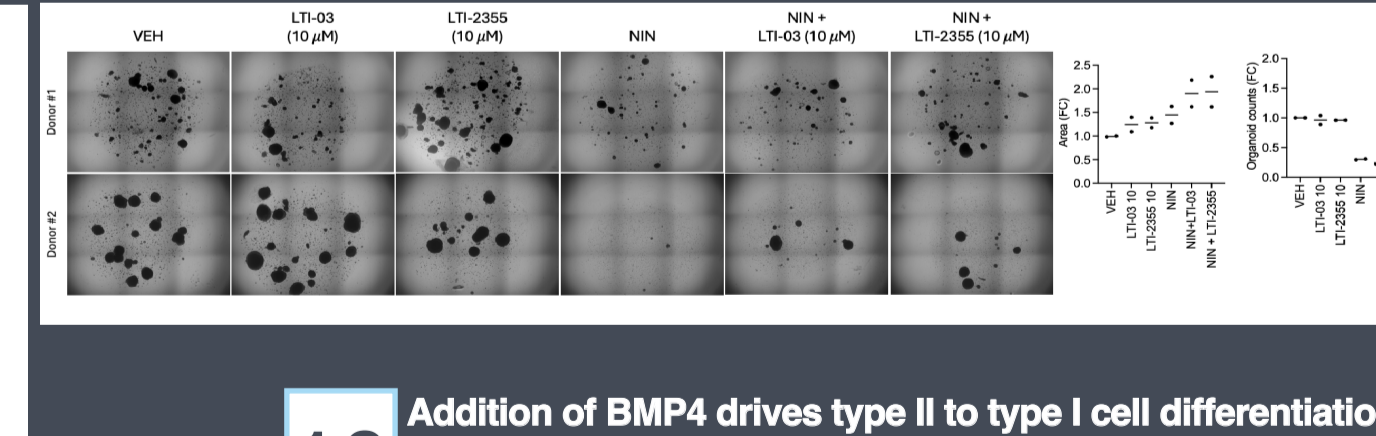 VEH
LTI-03
(10 μM)
LTI-2355
(10 μM)
NIN
NIN +
LTI-03 (10 μM)
NIN +
LTI-2355 (10 μM)
Donor #1
Donor #2
Area (FC)
2.5
2.0
1.5
1.0
0.5
0.0
VEH
LTI-03 10
LTI-2355 10
NIN
NIN+LTI-03
NIN + LTI-2355
Organoid counts (FC)
2.0
1.5
1.0
0.5
0.0
VEH
LTI-03 10
LTI-2355 10
NIN
Addition of BMP4 drives type II to type I cell differentiatio